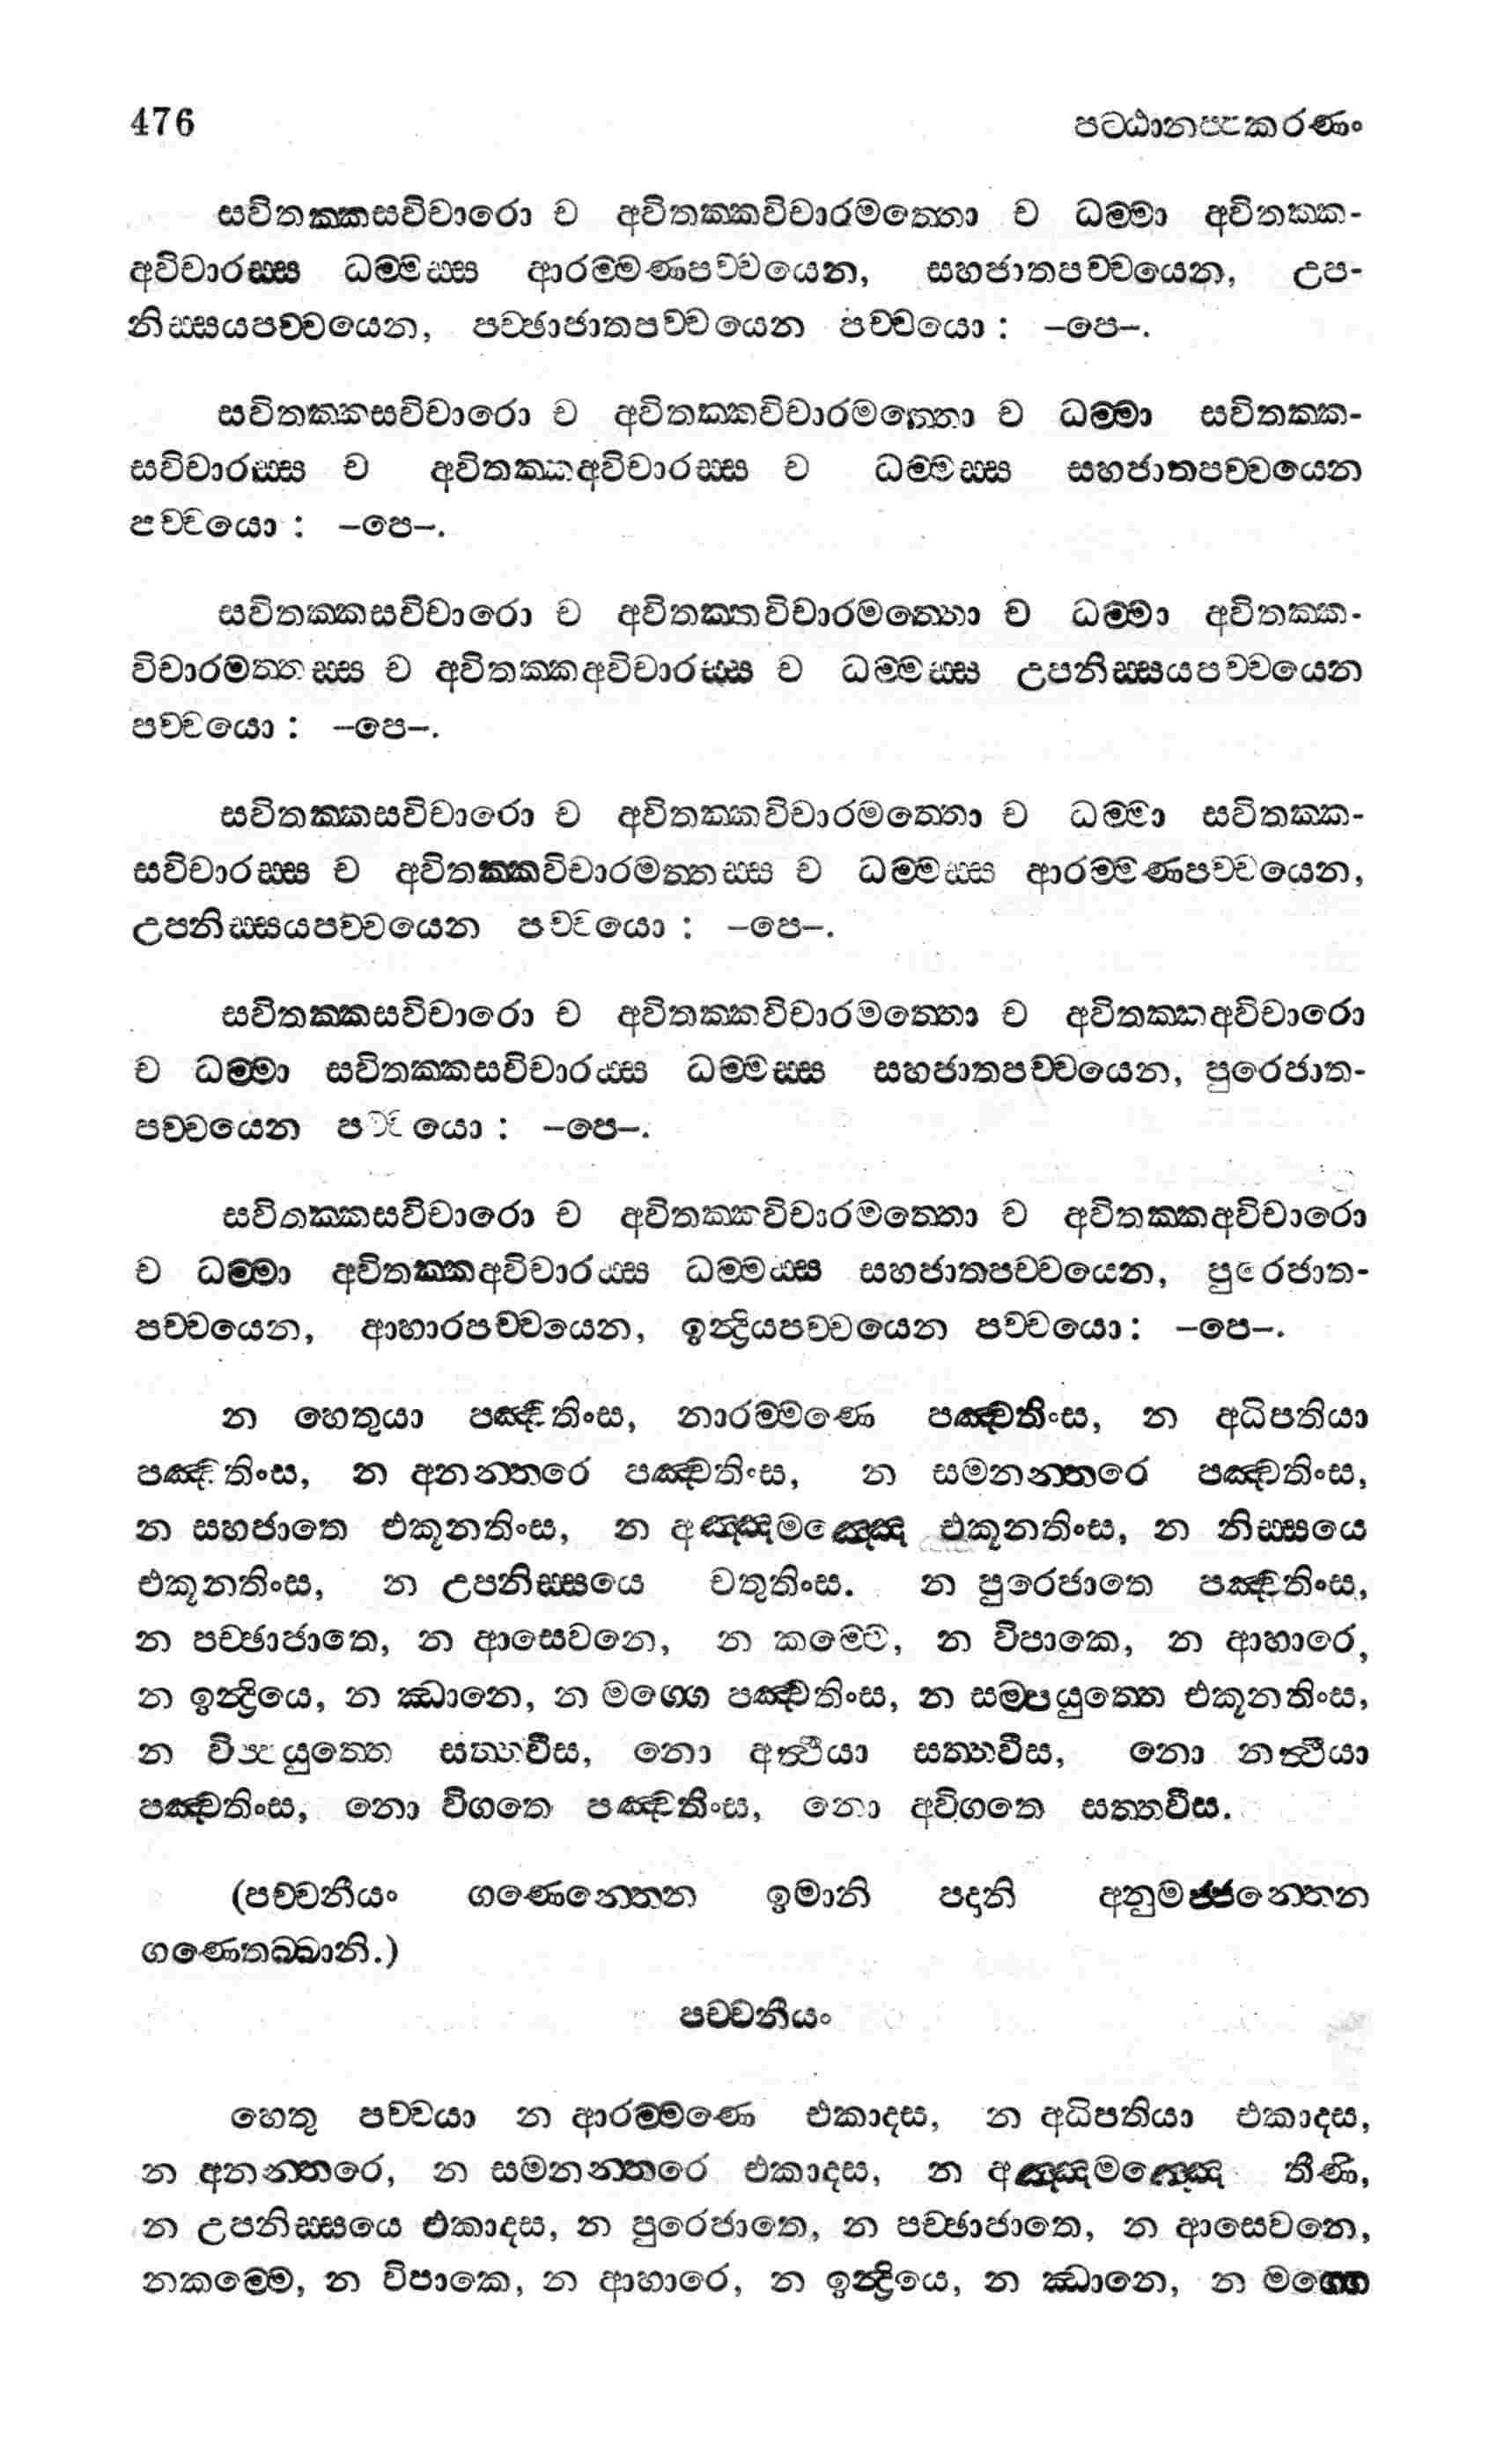 476 පට්ඨානප්පකරණං
සවිතක්කසවිචාරො ච අවිතක්කවිචාරමත්තො ච ධම්මා අවිතක්ක-
අවිචාරස්ස ධම්මස්ස ආරම්මණපච්චයෙන, සහජාතපච්චයෙන, උප-
නිස්සයපච්චයෙන, පච්ඡාජාතපච්චයෙන පච්චයො : –පෙ–.
සවිතක්කසවිචාරො ච අවිතක්කවිචාරමත්තො ච ධම්මා සවිතක්ක-
සවිචාරස්ස ච අවිතක්කඅවිචාරස්ස ච ධම්මස්ස සහජාතපච්චයෙන
පච්චයො : –පෙ–.
සවිතක්කසවිචාරො ච අවිතක්කවිචාරමත්තො ච ධම්මා අවිතක්ක-
විචාරමත්තස්ස ච අවිතක්කඅවිචාරස්ස ච ධම්මස්ස උපනිස්සයපච්චයෙන
පච්චයො : –පෙ–.
සවිතක්කසවිචාරො ච අවිතක්කවිචාරමත්තො ච ධම්මා සවිතක්ක-
සවිචාරස්ස ච අවිතක්කවිචාරමත්තස්ස ච ධම්මස්ස ආරම්මණපච්චයෙන,
උපනිස්සයපච්චයෙන පච්චයො : –පෙ–.
සවිතක්කසවිචාරො ච අවිතක්කවිචාරමත්තො ච අවිතක්කඅවිචාරො
ච ධම්මා සවිතක්කසවිචාරස්ස ධම්මස්ස සහජාතපච්චයෙන, පුරෙජාත-
පච්චයෙන පච්චයො : –පෙ–.
සවිතක්කසවිචාරො ච අවිතක්කවිචාරමත්තො ච අවිතක්කඅවිචාරො
ච ධම්මා අවිතක්කඅවිචාරස්ස ධම්මස්ස සහජාතපච්චයෙන, පුරෙජාත-
පච්චයෙන, ආහාරපච්චයෙන, ඉන්ද්‍රියපච්චයෙන පච්චයො : –පෙ–.
න හෙතුයා පඤ්චතිංස, නාරම්මණෙ පඤ්චතිංස, න අධිපතියා
පඤ්චතිංස, න අනන්තරෙ පඤ්චතිංස, න සමනන්තරෙ පඤ්චතිංස,
න සහජාතෙ එකූනතිංස, න අඤ්ඤමඤ්ඤෙ එකූනතිංස, න නිස්සයෙ
එකූනතිංස, න උපනිස්සයෙ චතුතිංස. න පුරෙජාතෙ පඤ්චතිංස,
න පච්ඡාජාතෙ, න ආසෙවනෙ, න කම්මෙ, න විපාකෙ, න ආහාරෙ,
න ඉන්ද්‍රියෙ, න ඣානෙ, න මග්ගෙ පඤ්චතිංස, න සම්පයුත්තෙ එකූනතිංස,
න විප්පයුත්තෙ සත්තවීස, නො අත්ථියා සත්තවීස, නො නත්ථියා
පඤ්චතිංස, නො විගතෙ පඤ්චතිංස, නො අවිගතෙ සත්තවීස.
(පච්චනීයං ගණෙන්තෙන ඉමානි පදානි අනුමජ්ජන්තෙන
ගණෙතබ්බානි.)
පච්චනීයං
හෙතු පච්චයා න ආරම්මණෙ එකාදස, න අධිපතියා එකාදස,
න අනන්තරෙ, න සමනන්තරෙ එකාදස, න අඤ්ඤමඤ්ඤෙ තීණි,
න උපනිස්සයෙ එකාදස, න පුරෙජාතෙ, න පච්ඡාජාතෙ, න ආසෙවනෙ,
නකම්මෙ, න විපාකෙ, න ආහාරෙ, න ඉන්ද්‍රියෙ, න ඣානෙ, න මග්ගෙ